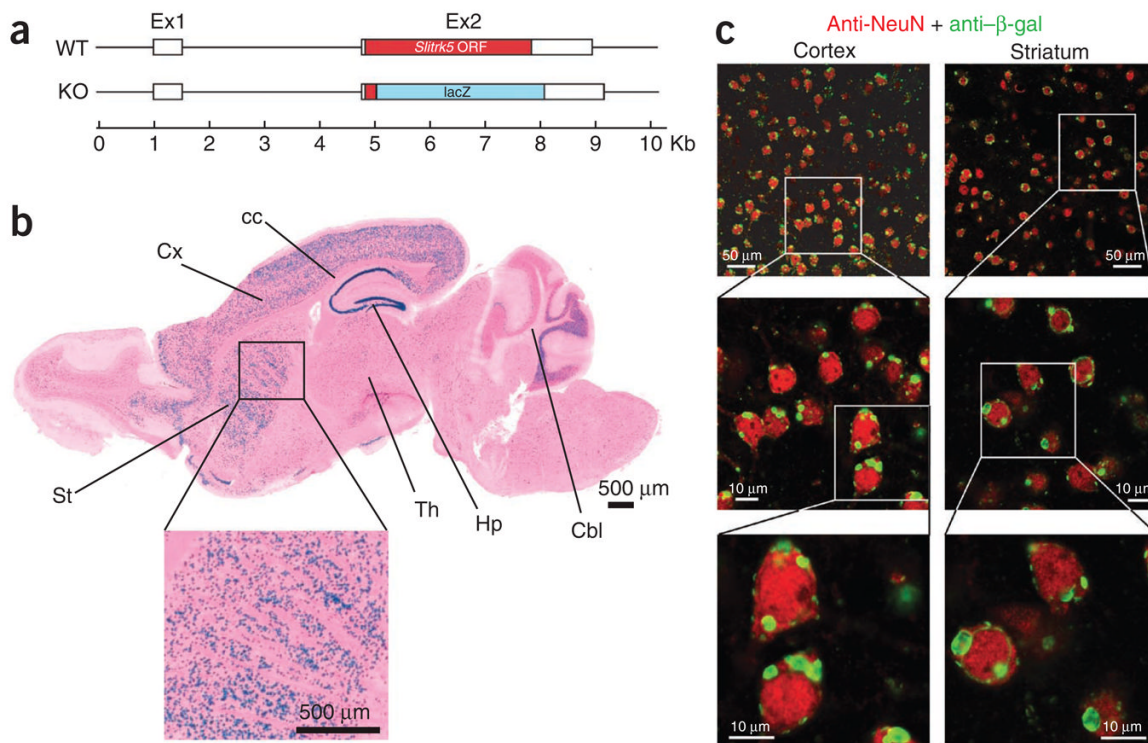 a
Ex1 Ex2
WT Slitrk5 ORF
KO lacZ
0 1 2 3 4 5 6 7 8 9 10 Kb
b
cc
Cx
St
Th
Hp
Cbl
500 μm
500 μm
c
Anti-NeuN + anti–β-gal
Cortex Striatum
50 μm 50 μm
10 μm 10 μm
10 μm 10 μm